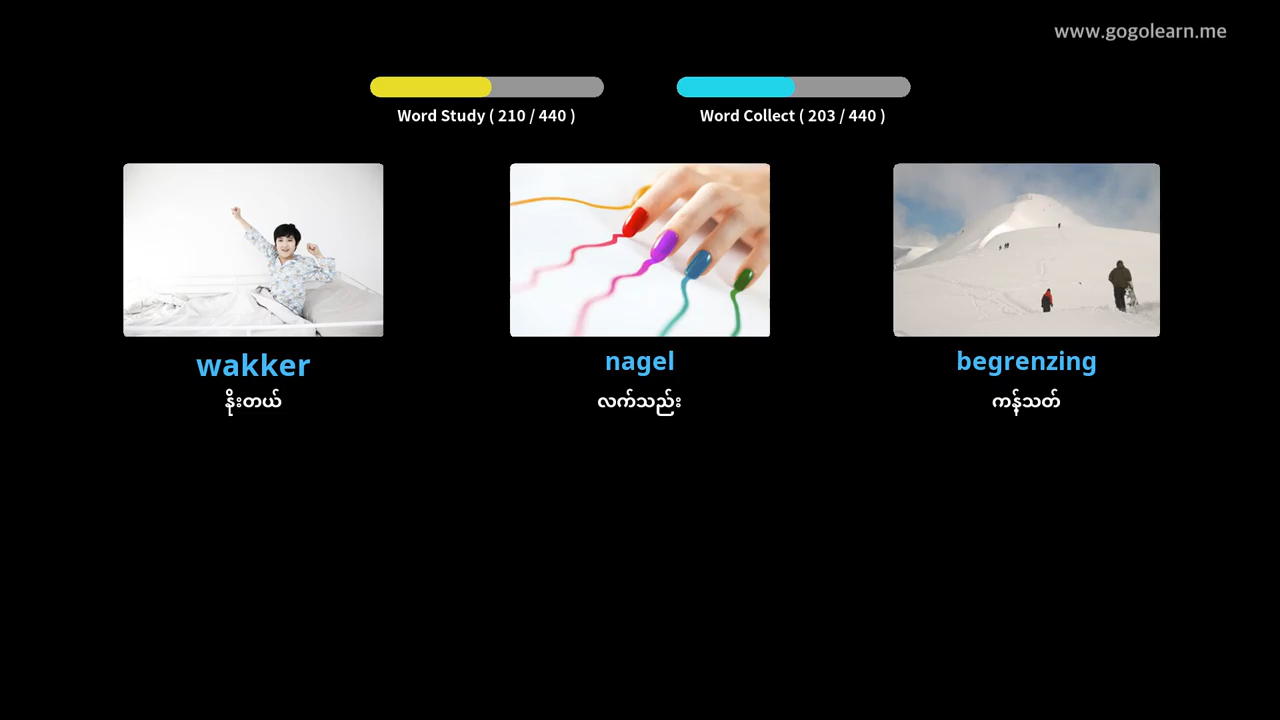 www.gogolearn.me
Word Study ( 210 / 440 )
Word Collect ( 203 / 440 )
wakker
နိုးတယ်
nagel
လက်သည်း
begrenzing
ကန့်သတ်